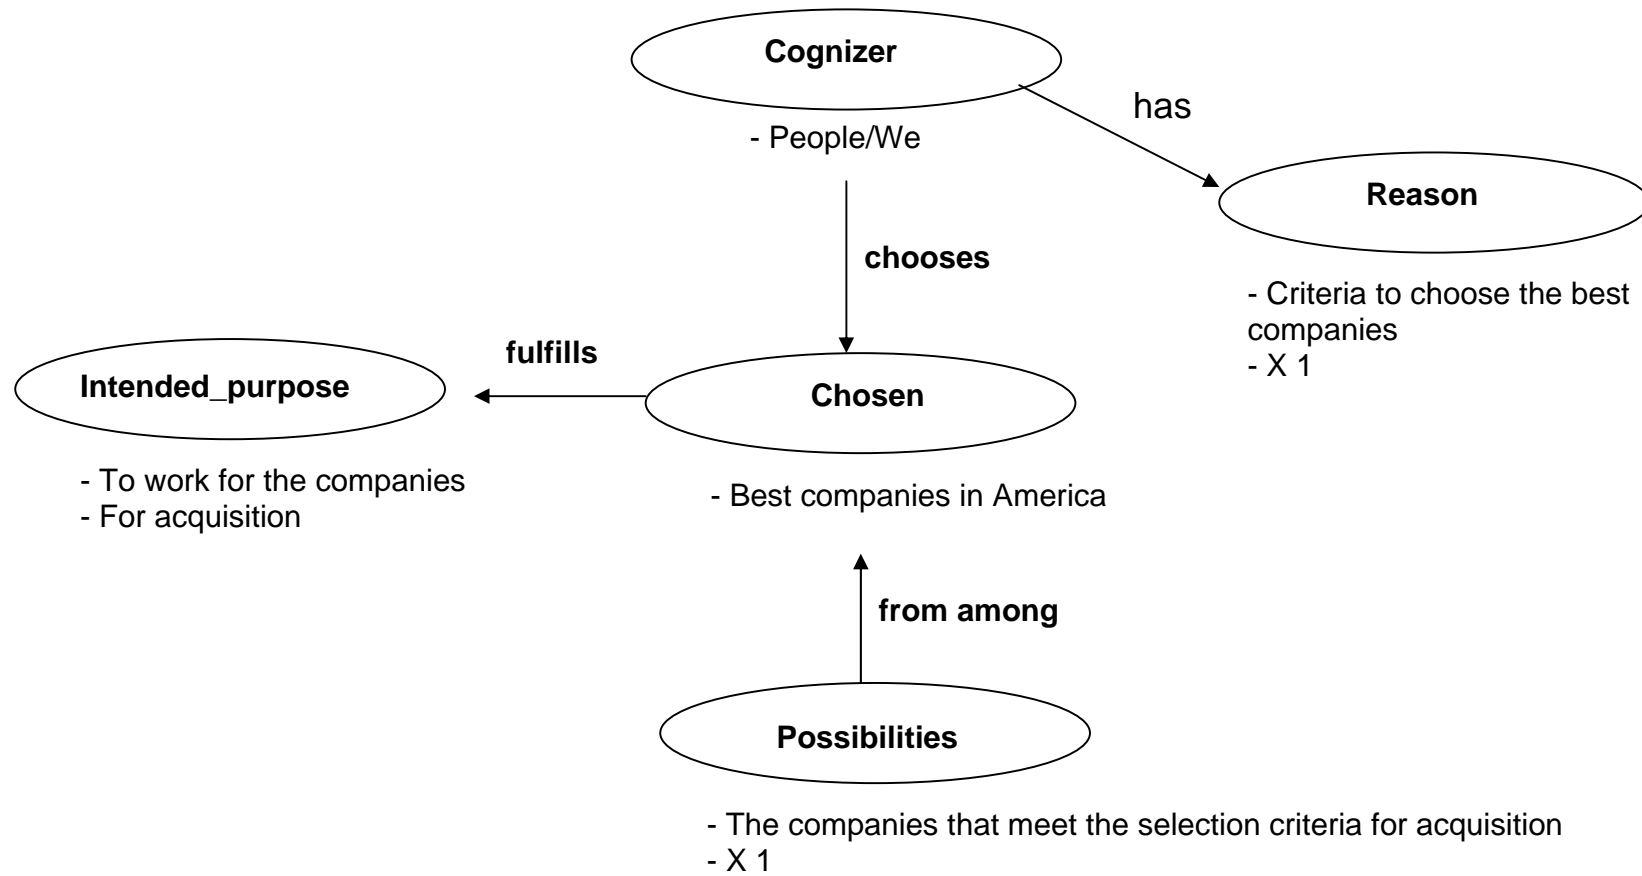 Cognizer
- People/We
has
Reason
- Criteria to choose the best
companies
- X 1
chooses
fulfills
Intended_purpose
- To work for the companies
- For acquisition
Chosen
- Best companies in America
from among
Possibilities
- The companies that meet the selection criteria for acquisition
- X 1